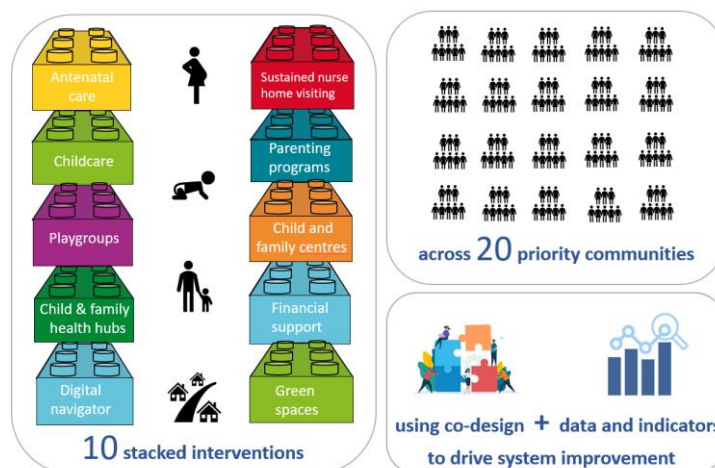 Antenatal
care
Sustained nurse
home visiting
Childcare
Parenting
programs
Playgroups
Child and
family centres
Child & family
health hubs
Financial
support
Digital
navigator
Green
spaces
10 stacked interventions
across 20 priority communities
using co-design + data and indicators
to drive system improvement